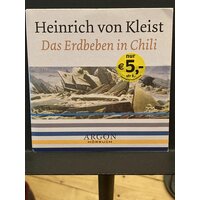 Heinrich von Kleist
Das Erdbeben in Chili
nur
€5,-
ARGON
HÖRBUCH